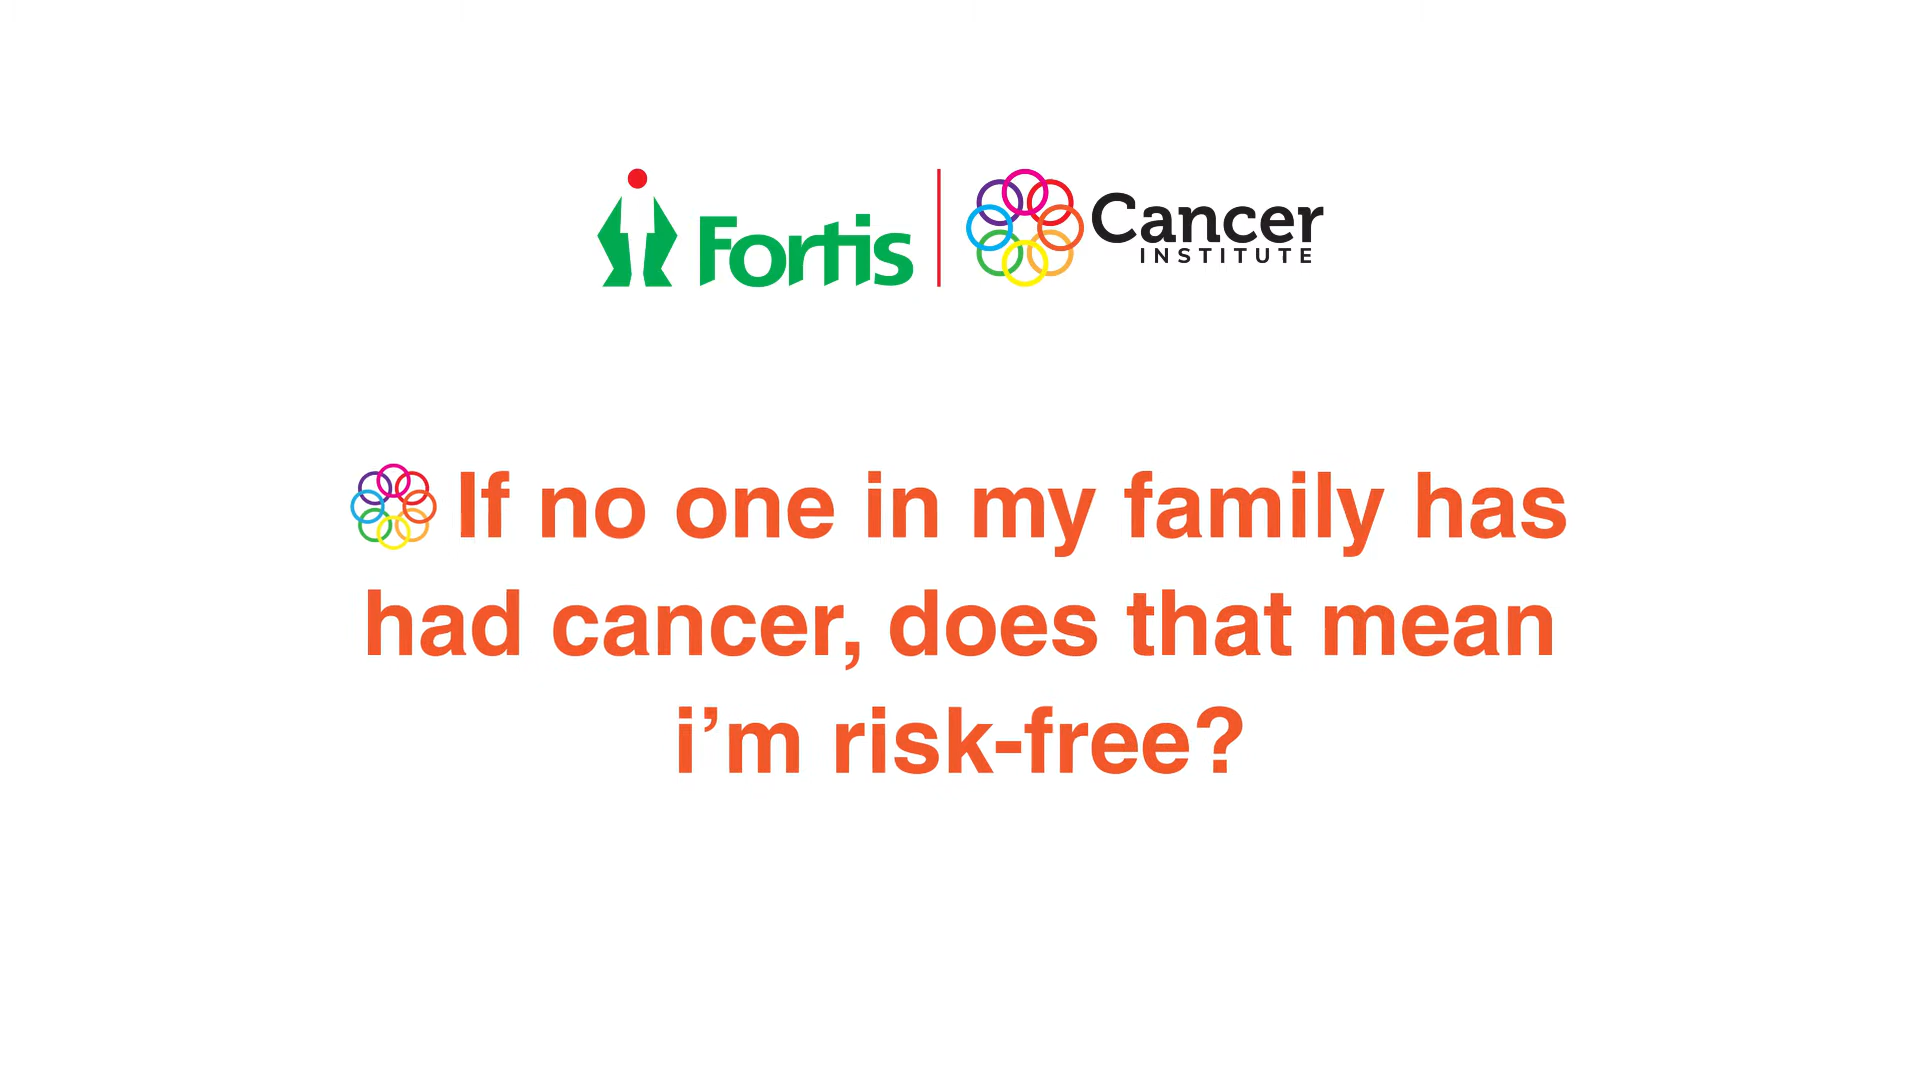 Fortis
Cancer
INSTITUTE
If no one in my family has
had cancer, does that mean
i’m risk-free?